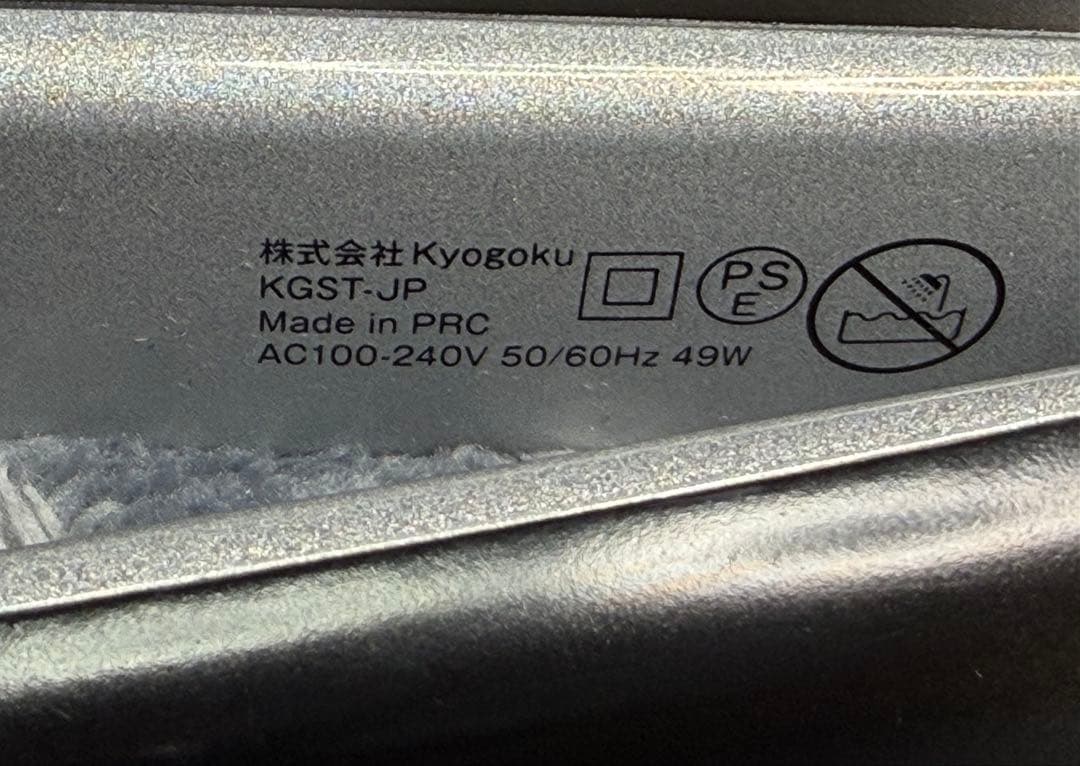 株式会社Kyogoku
KGST-JP
Made in PRC
AC100-240V 50/60Hz 49W
PS
E